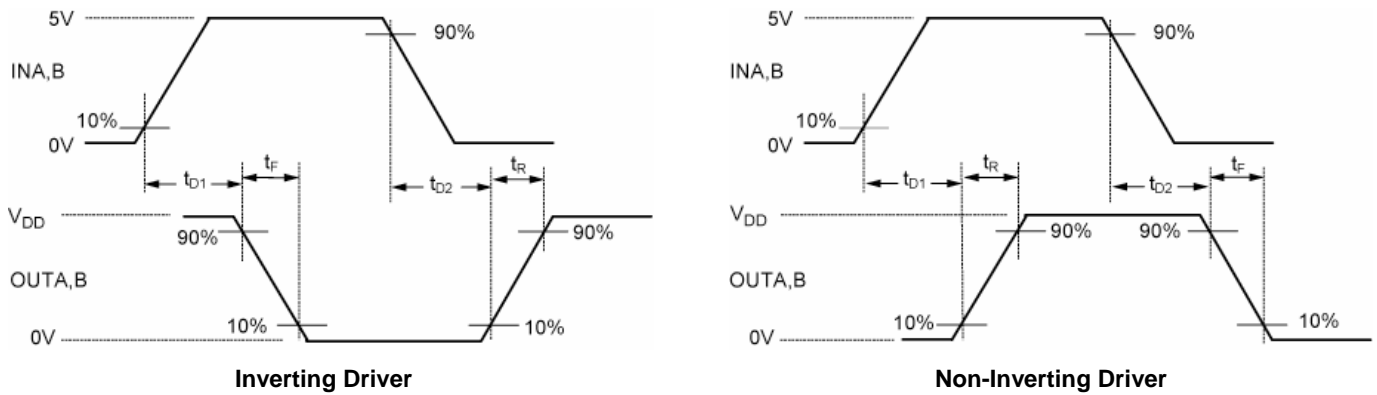 5V
90%
INA,B
10%
0V
tD1
tF
tD2
tR
VDD
90%
90%
OUTA,B
10%
10%
0V
Inverting Driver
5V
90%
INA,B
10%
0V
tD1
tR
tD2
tF
VDD
90%
90%
OUTA,B
10%
10%
0V
Non-Inverting Driver